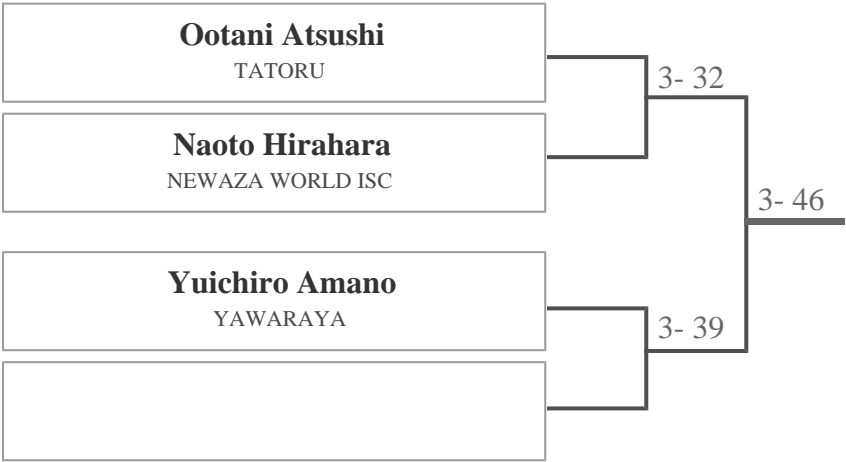 Ootani Atsushi
TATORU
3- 32
Naoto Hirahara
NEWAZA WORLD ISC
3- 46
Yuichiro Amano
YAWARAYA
3- 39